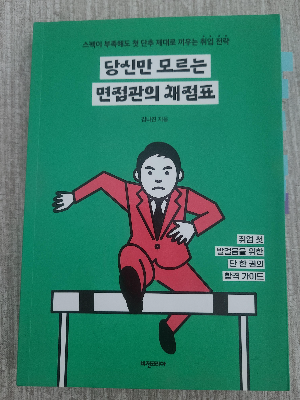 스펙이 부족해도 첫 단추 제대로 끼우는 취업 전략
당신만 모르는
면접관의 채점표
지음
취업 첫
발걸음을 위한
단 한 권의
합격 가이드